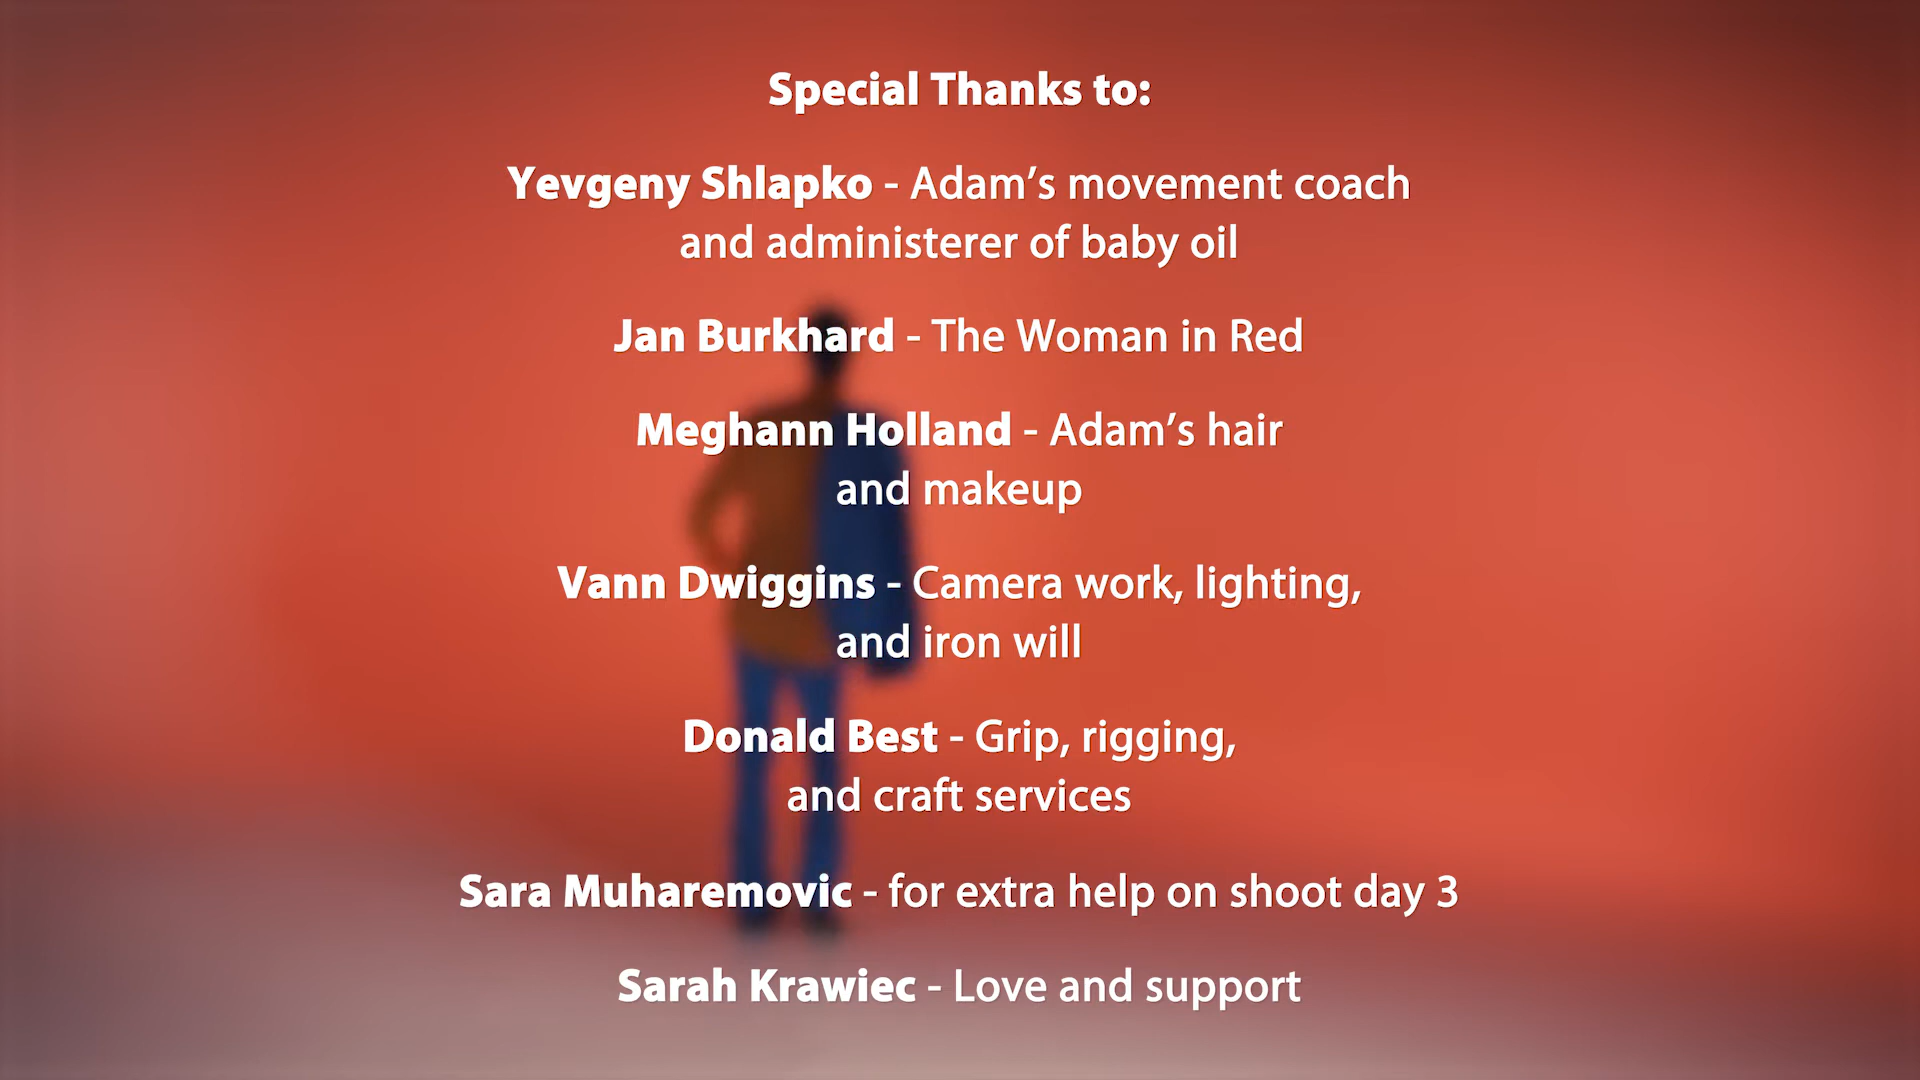 Special Thanks to:
Yevgeny Shlapko - Adam’s movement coach
and administerer of baby oil
Jan Burkhard - The Woman in Red
Meghann Holland - Adam’s hair
and makeup
Vann Dwiggins - Camera work, lighting,
and iron will
Donald Best - Grip, rigging,
and craft services
Sara Muharemovic - for extra help on shoot day 3
Sarah Krawiec - Love and support